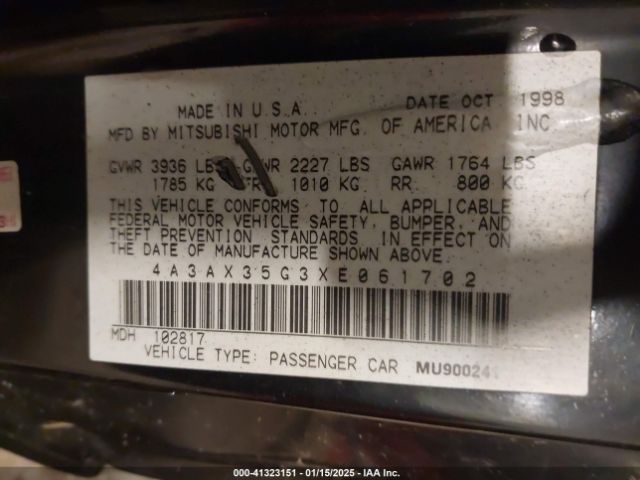 MADE IN U.S.A. DATE OCT 1998
MFD BY MITSUBISHI MOTOR MFG. OF AMERICA INC
GVWR 3936 LBS GAWR 2227 LBS GAWR 1764 LBS
1785 KG FR 1010 KG RR. 800 KG
THIS VEHICLE CONFORMS TO ALL APPLICABLE
FEDERAL MOTOR VEHICLE SAFETY, BUMPER, AND
THEFT PREVENTION STANDARDS IN EFFECT ON
THE DATE OF MANUFACTURE SHOWN ABOVE.
4A3AX35G3XE061702
MDH 102817
VEHICLE TYPE: PASSENGER CAR MU900241
000-41323151 - 01/15/2025 - IAA Inc.